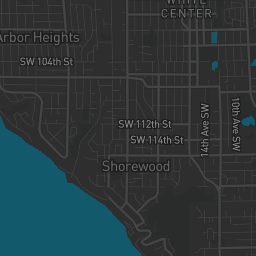 WHITE
CENTER
Arbor Heights
SW 104th St
SW 112th St
SW 114th St
14th Ave SW
10th Ave SW
Shorewood